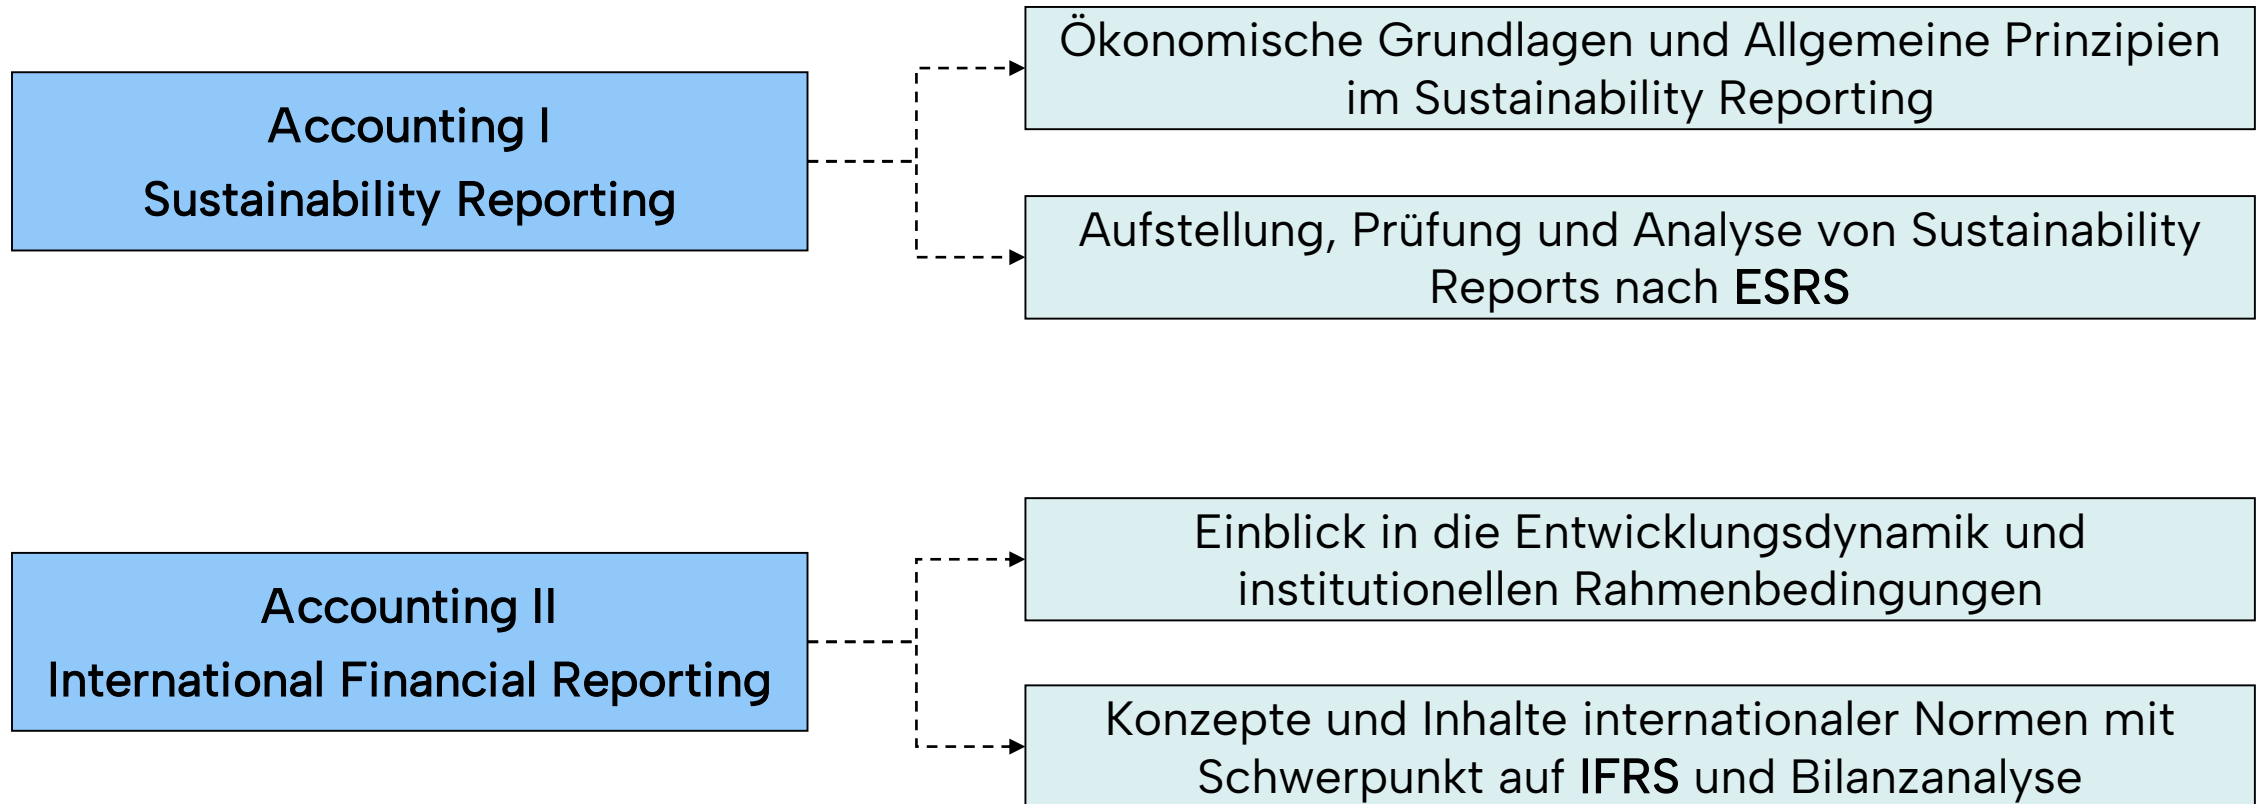 Accounting I
Sustainability Reporting
Ökonomische Grundlagen und Allgemeine Prinzipien
im Sustainability Reporting
Aufstellung, Prüfung und Analyse von Sustainability
Reports nach ESRS
Accounting II
International Financial Reporting
Einblick in die Entwicklungsdynamik und
institutionellen Rahmenbedingungen
Konzepte und Inhalte internationaler Normen mit
Schwerpunkt auf IFRS und Bilanzanalyse